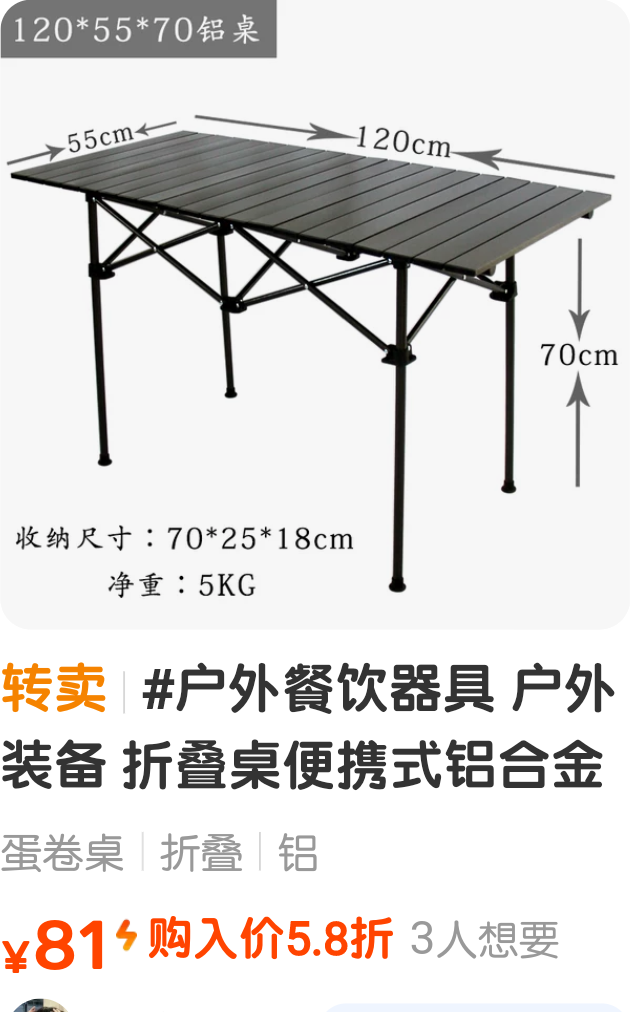 120*55*70铝桌
55cm
120cm
70cm
收纳尺寸：70*25*18cm
净重：5KG
转卖 #户外餐饮器具 户外
装备 折叠桌便携式铝合金
蛋卷桌 折叠 铝
¥81 购入价5.8折 3人想要